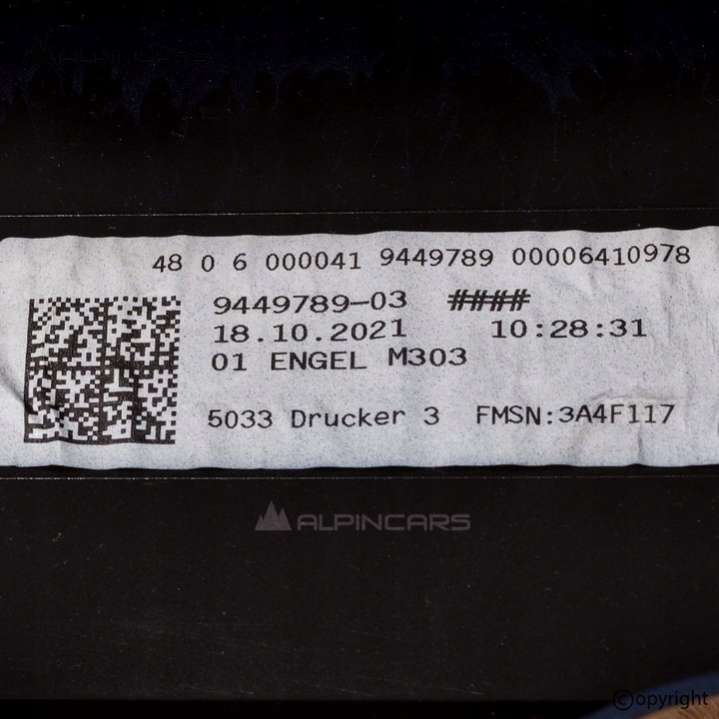 48 0 6 000041 9449789 00006410978
9449789-03 ####
18.10.2021 10:28:31
01 ENGEL M303
5033 Drucker 3 FMSN:3A4F117
ALPINCARS
©opyright